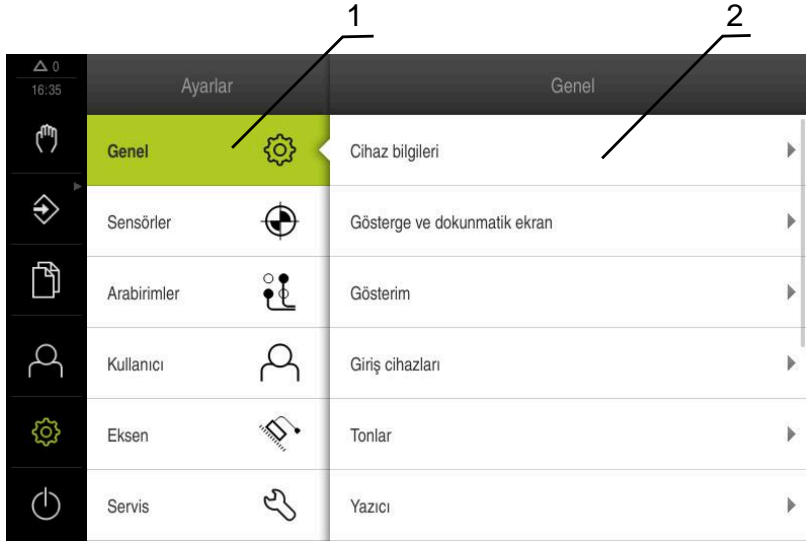 1
2
0
16:35
Ayarlar
Genel
Genel
Sensörler
Arabirimler
Kullanıcı
Eksen
Servis
Cihaz bilgileri
Gösterge ve dokunmatik ekran
Gösterim
Giriş cihazları
Tonlar
Yazıcı